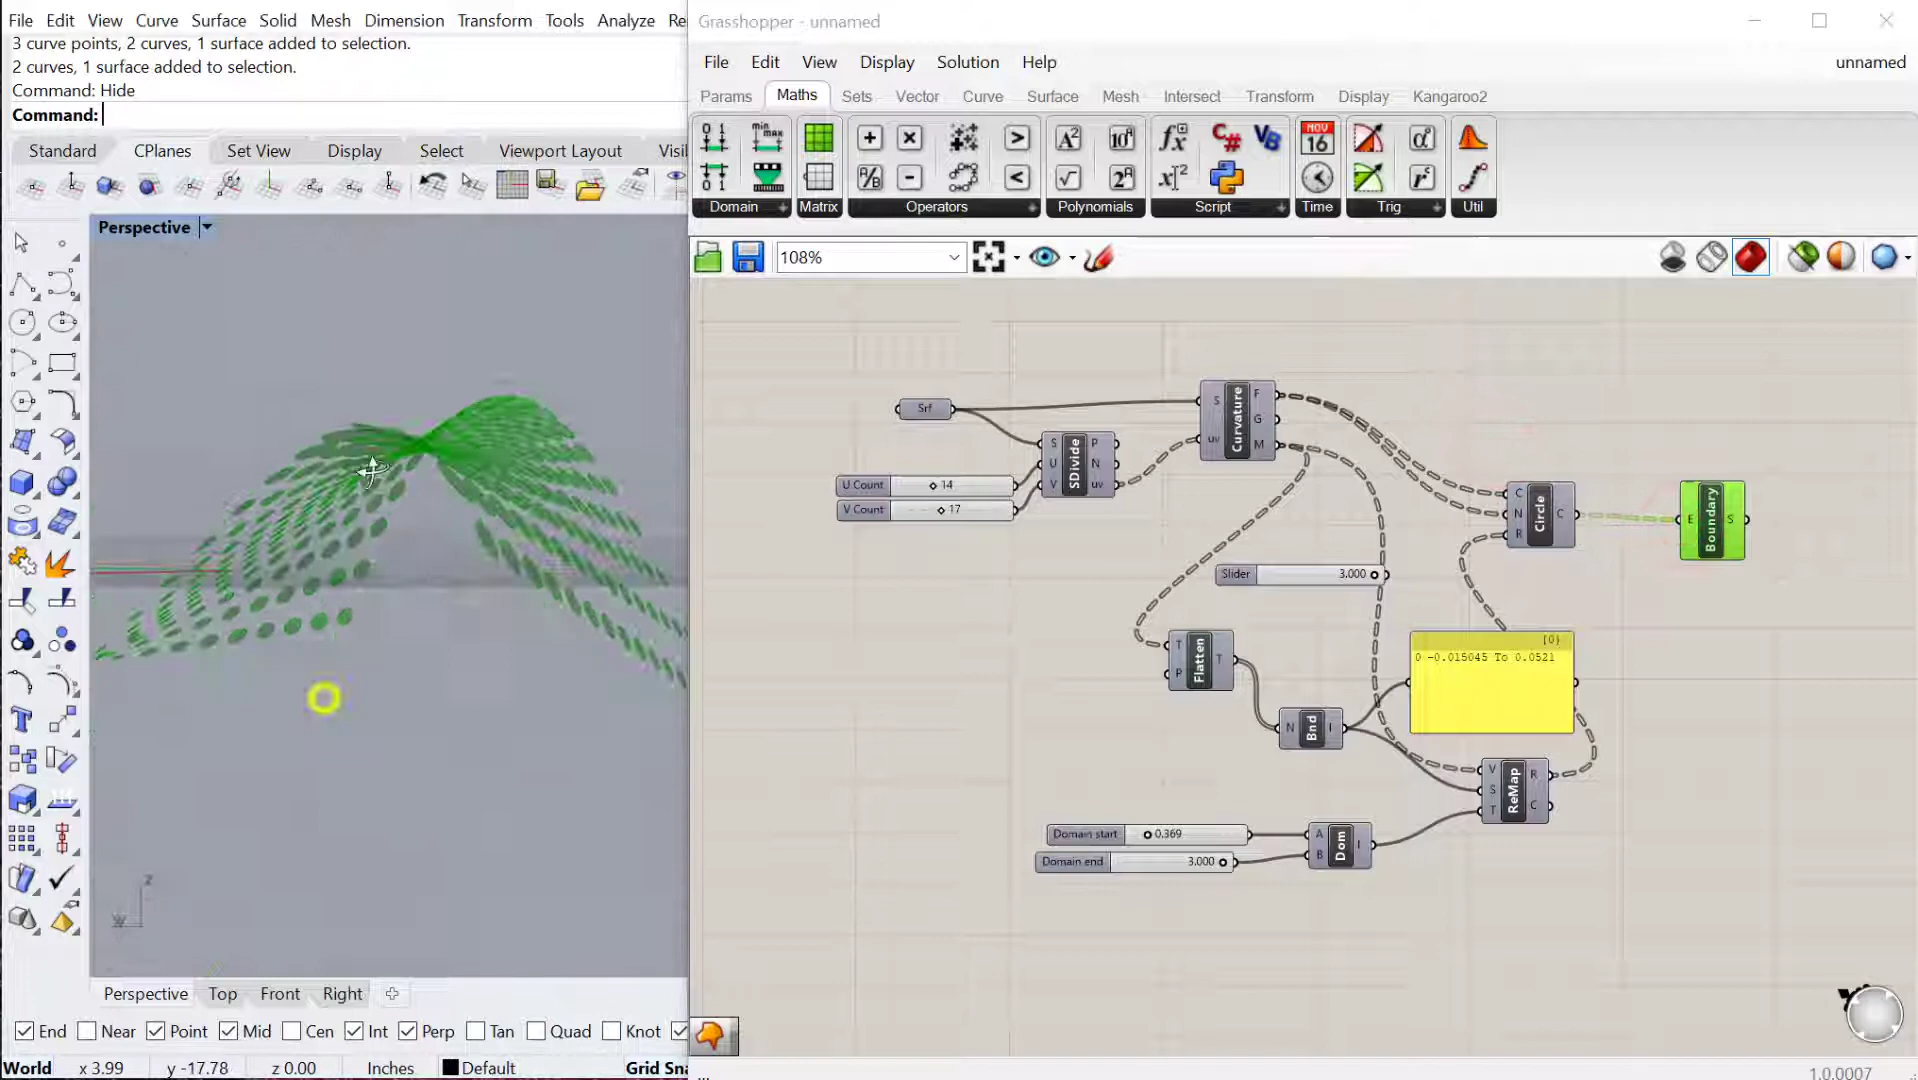 File Edit View Curve Surface Solid Mesh Dimension Transform Tools Analyze Re
3 curve points, 2 curves, 1 surface added to selection.
2 curves, 1 surface added to selection.
Command: Hide
Command:
Standard CPlanes Set View Display Select Viewport Layout Visi
Perspective
Grasshopper - unnamed
File Edit View Display Solution Help unnamed
Params Maths Sets Vector Curve Surface Mesh Intersect Transform Display Kangaroo2
Domain Matrix Operators Polynomials Script Time Trig Util
108%
Srf
U Count 14
V Count 17
S U V SDivide P N uv
S uv Curvature F G M
C N R Circle C
E Boundary S
Slider 3.000
T P Flatten T
{0}
0 -0.015045 To 0.0521
N Bnd I
V S T ReMap R C
Domain start 0.369
Domain end 3.000
A B Dom I
z
Perspective Top Front Right
End Near Point Mid Cen Int Perp Tan Quad Knot
World x 3.99 y -17.78 z 0.00 Inches Default Grid Sna
1.0.0007